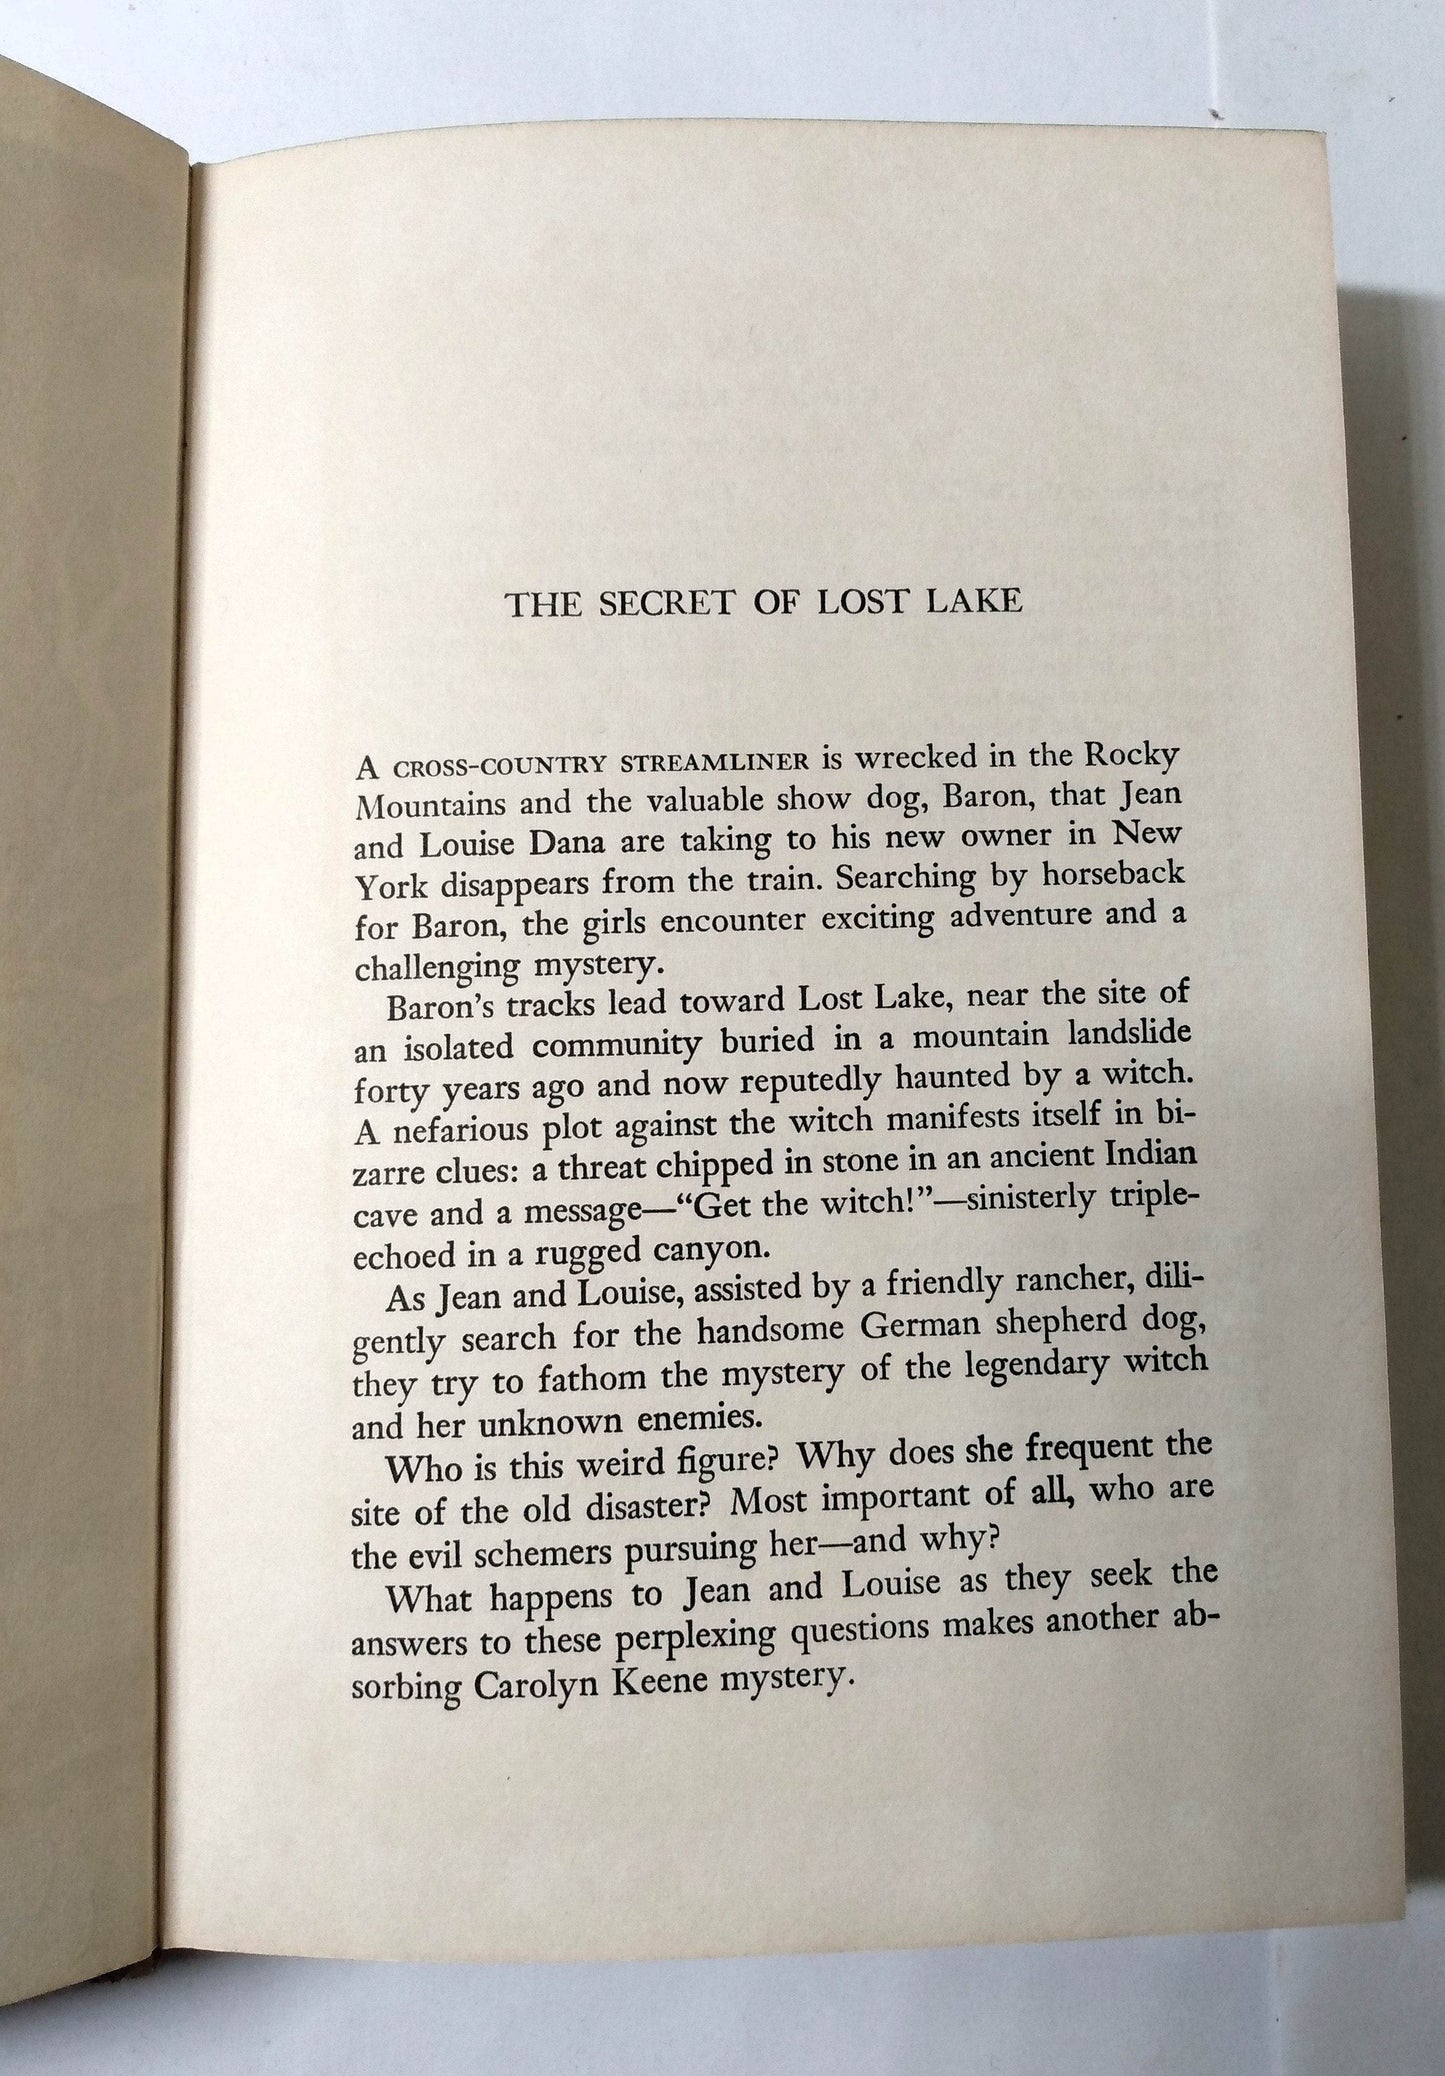 THE SECRET OF LOST LAKE
A CROSS-COUNTRY STREAMLINER is wrecked in the Rocky
Mountains and the valuable show dog, Baron, that Jean
and Louise Dana are taking to his new owner in New
York disappears from the train. Searching by horseback
for Baron, the girls encounter exciting adventure and a
challenging mystery.
Baron's tracks lead toward Lost Lake, near the site of
an isolated community buried in a mountain landslide
forty years ago and now reputedly haunted by a witch.
A nefarious plot against the witch manifests itself in bi-
zarre clues: a threat chipped in stone in an ancient Indian
cave and a message—“Get the witch!”—sinisterly triple-
echoed in a rugged canyon.
As Jean and Louise, assisted by a friendly rancher, dili-
gently search for the handsome German shepherd dog,
they try to fathom the mystery of the legendary witch
and her unknown enemies.
Who is this weird figure? Why does she frequent the
site of the old disaster? Most important of all, who are
the evil schemers pursuing her—and why?
What happens to Jean and Louise as they seek the
answers to these perplexing questions makes another ab-
sorbing Carolyn Keene mystery.